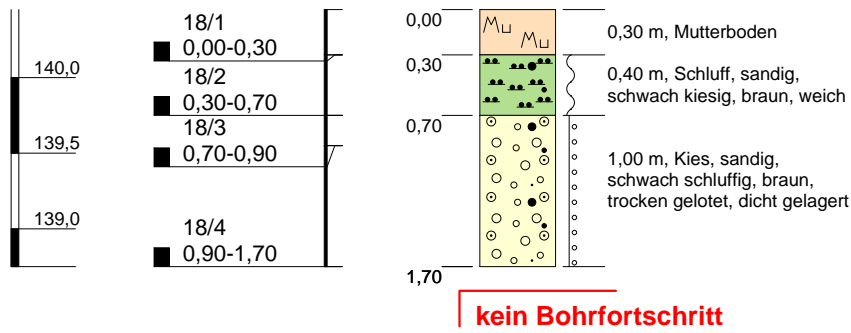 140,0
139,5
139,0
18/1
0,00-0,30
18/2
0,30-0,70
18/3
0,70-0,90
18/4
0,90-1,70
0,00
0,30
0,70
1,70
Mu
Mu
0,30 m, Mutterboden
0,40 m, Schluff, sandig,
schwach kiesig, braun, weich
1,00 m, Kies, sandig,
schwach schluffig, braun,
trocken gelotet, dicht gelagert
kein Bohrfortschritt